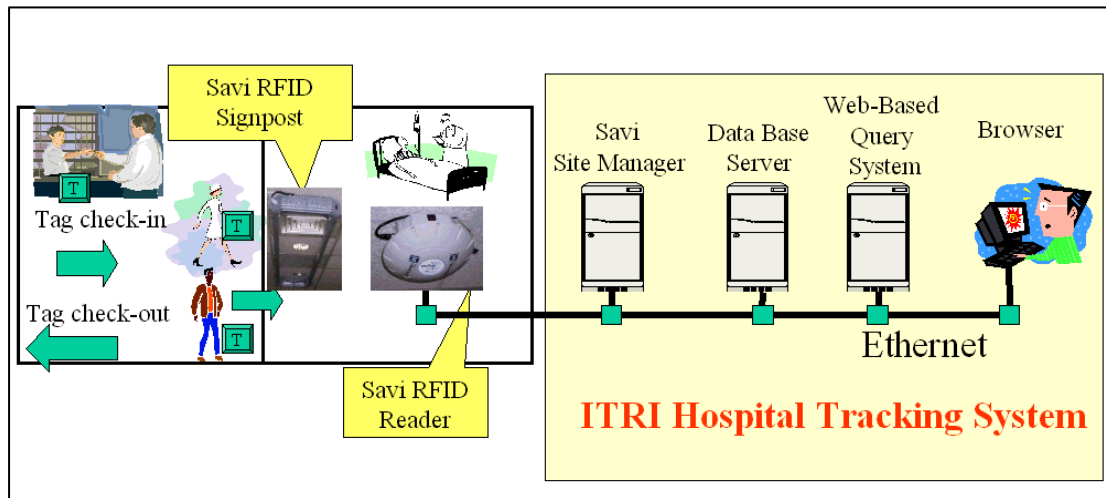 Savi RFID
Signpost
T
Tag check-in
T
Tag check-out
T
Savi RFID
Reader
Savi
Site Manager
Data Base
Server
Web-Based
Query
System
Browser
Ethernet
ITRI Hospital Tracking System